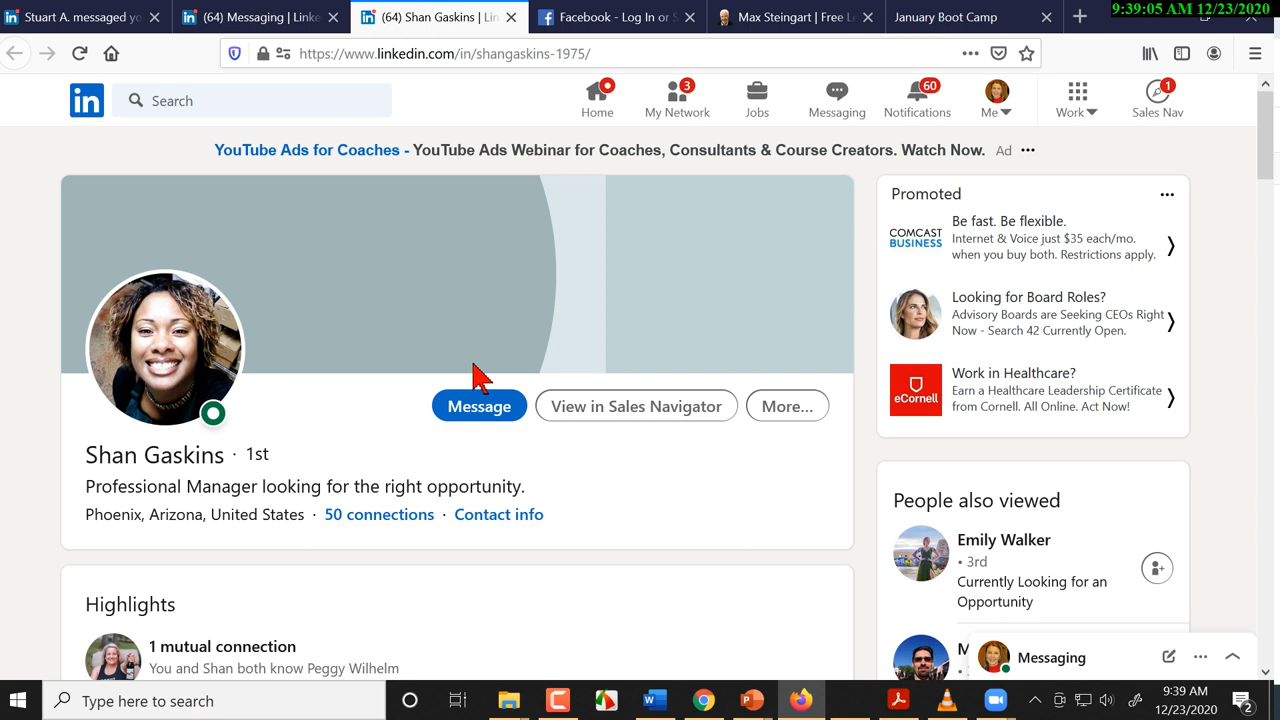 Stuart A. messaged yo
(64) Messaging | Linke
(64) Shan Gaskins | Lin
Facebook - Log In or S
Max Steingart | Free Le
January Boot Camp
9:39:05 AM 12/23/2020
https://www.linkedin.com/in/shangaskins-1975/
in
Search
Home
3
My Network
Jobs
Messaging
60
Notifications
Me
Work
1
Sales Nav
YouTube Ads for Coaches - YouTube Ads Webinar for Coaches, Consultants & Course Creators. Watch Now. Ad
Message
View in Sales Navigator
More...
Shan Gaskins · 1st
Professional Manager looking for the right opportunity.
Phoenix, Arizona, United States · 50 connections · Contact info
Highlights
1 mutual connection
You and Shan both know Peggy Wilhelm
Promoted
COMCAST
BUSINESS
Be fast. Be flexible.
Internet & Voice just $35 each/mo.
when you buy both. Restrictions apply.
Looking for Board Roles?
Advisory Boards are Seeking CEOs Right
Now - Search 42 Currently Open.
eCornell
Work in Healthcare?
Earn a Healthcare Leadership Certificate
from Cornell. All Online. Act Now!
People also viewed
Emily Walker
• 3rd
Currently Looking for an
Opportunity
Messaging
Type here to search
9:39 AM
12/23/2020
2